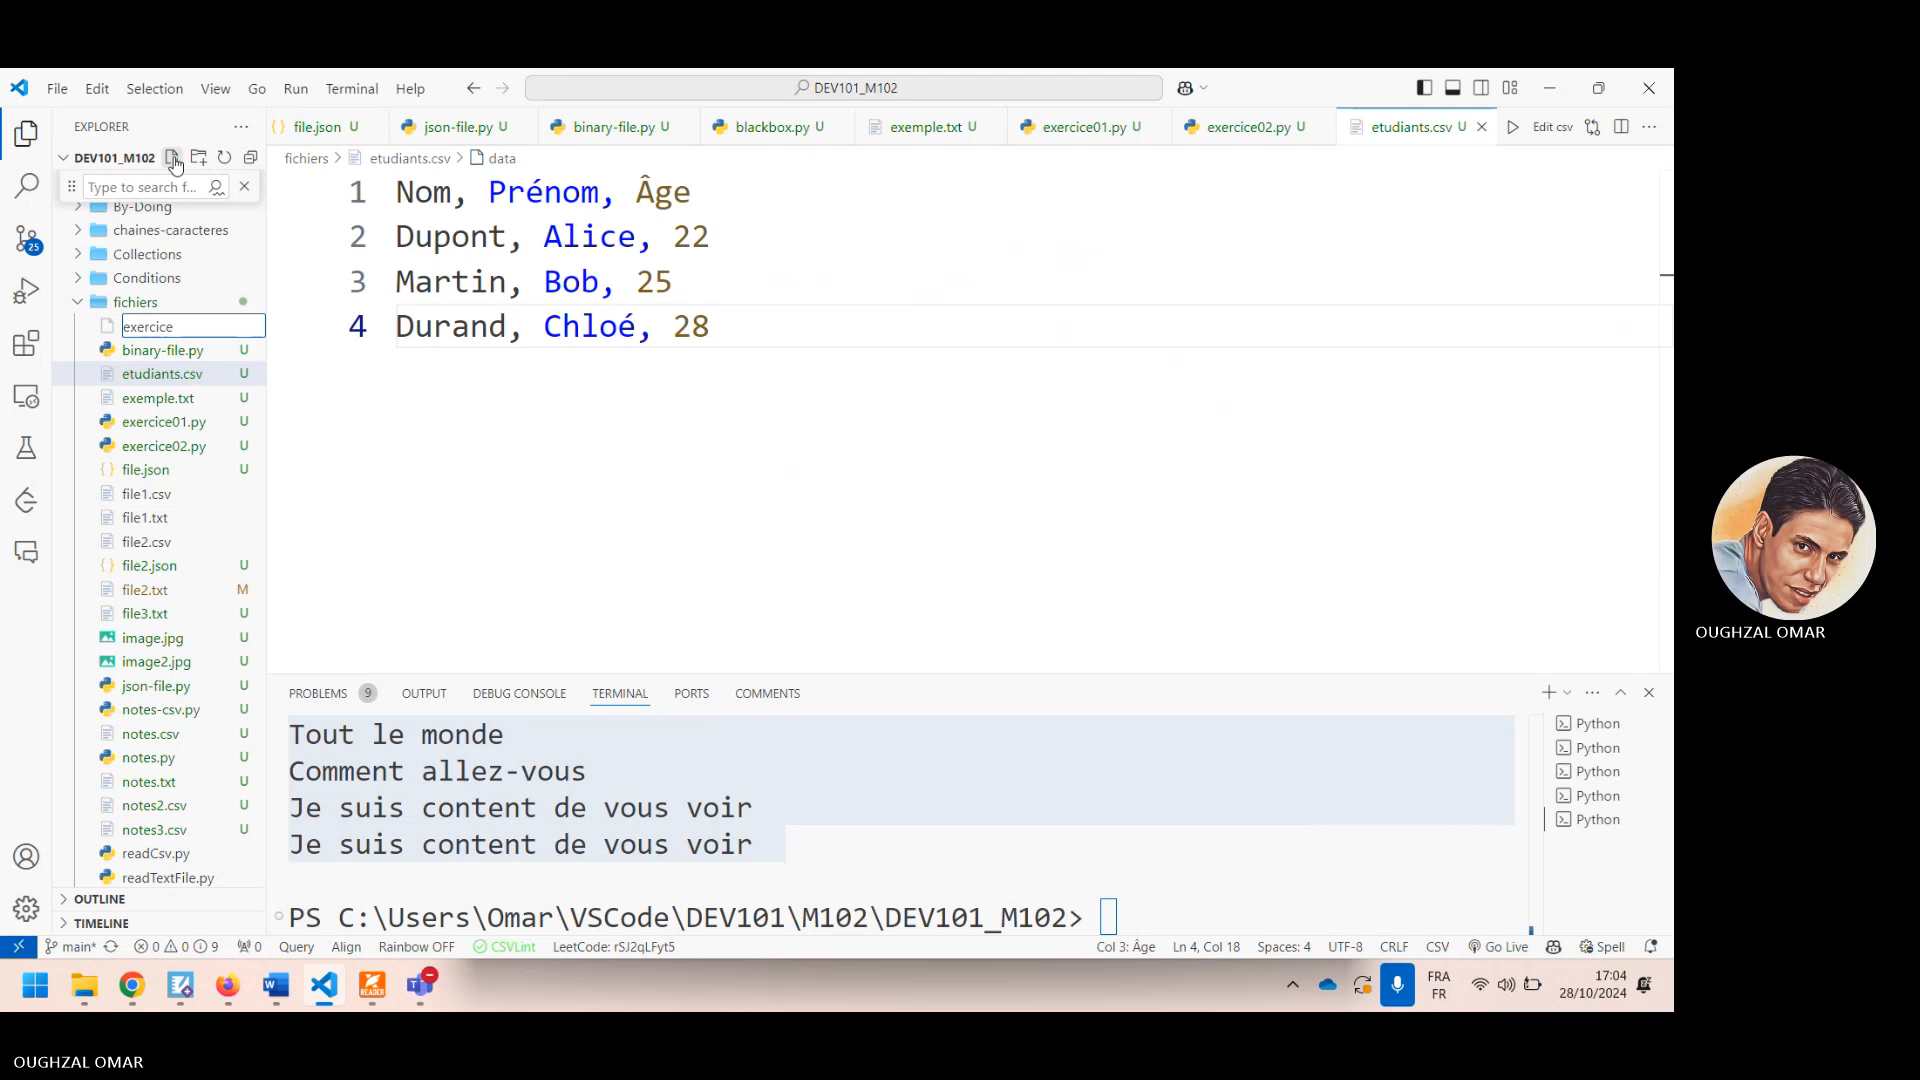 File Edit Selection View Go Run Terminal Help
DEV101_M102
EXPLORER
file.json U
json-file.py U
binary-file.py U
blackbox.py U
exemple.txt U
exercice01.py U
exercice02.py U
etudiants.csv U
Edit csv
DEV101_M102
fichiers > etudiants.csv > data
Type to search f...
By-Doing
chaines-caracteres
Collections
Conditions
fichiers
exercice
binary-file.py U
etudiants.csv U
exemple.txt U
exercice01.py U
exercice02.py U
file.json U
file1.csv
file1.txt
file2.csv
file2.json U
file2.txt M
file3.txt U
image.jpg U
image2.jpg U
json-file.py U
notes-csv.py U
notes.csv U
notes.py U
notes.txt U
notes2.csv U
notes3.csv U
readCsv.py
readTextFile.py
OUTLINE
TIMELINE
25
1 Nom, Prénom, Âge
2 Dupont, Alice, 22
3 Martin, Bob, 25
4 Durand, Chloé, 28
PROBLEMS 9 OUTPUT DEBUG CONSOLE TERMINAL PORTS COMMENTS
Tout le monde
Comment allez-vous
Je suis content de vous voir
Je suis content de vous voir
PS C:\Users\Omar\VSCode\DEV101\M102\DEV101_M102>
Python
Python
Python
Python
Python
main* 0 0 9 0 Query Align Rainbow OFF CSVLint LeetCode: rSJ2qLFyt5 Col 3: Âge Ln 4, Col 18 Spaces: 4 UTF-8 CRLF CSV Go Live Spell
READER
FRA
FR
17:04
28/10/2024
OUGHZAL OMAR
OUGHZAL OMAR